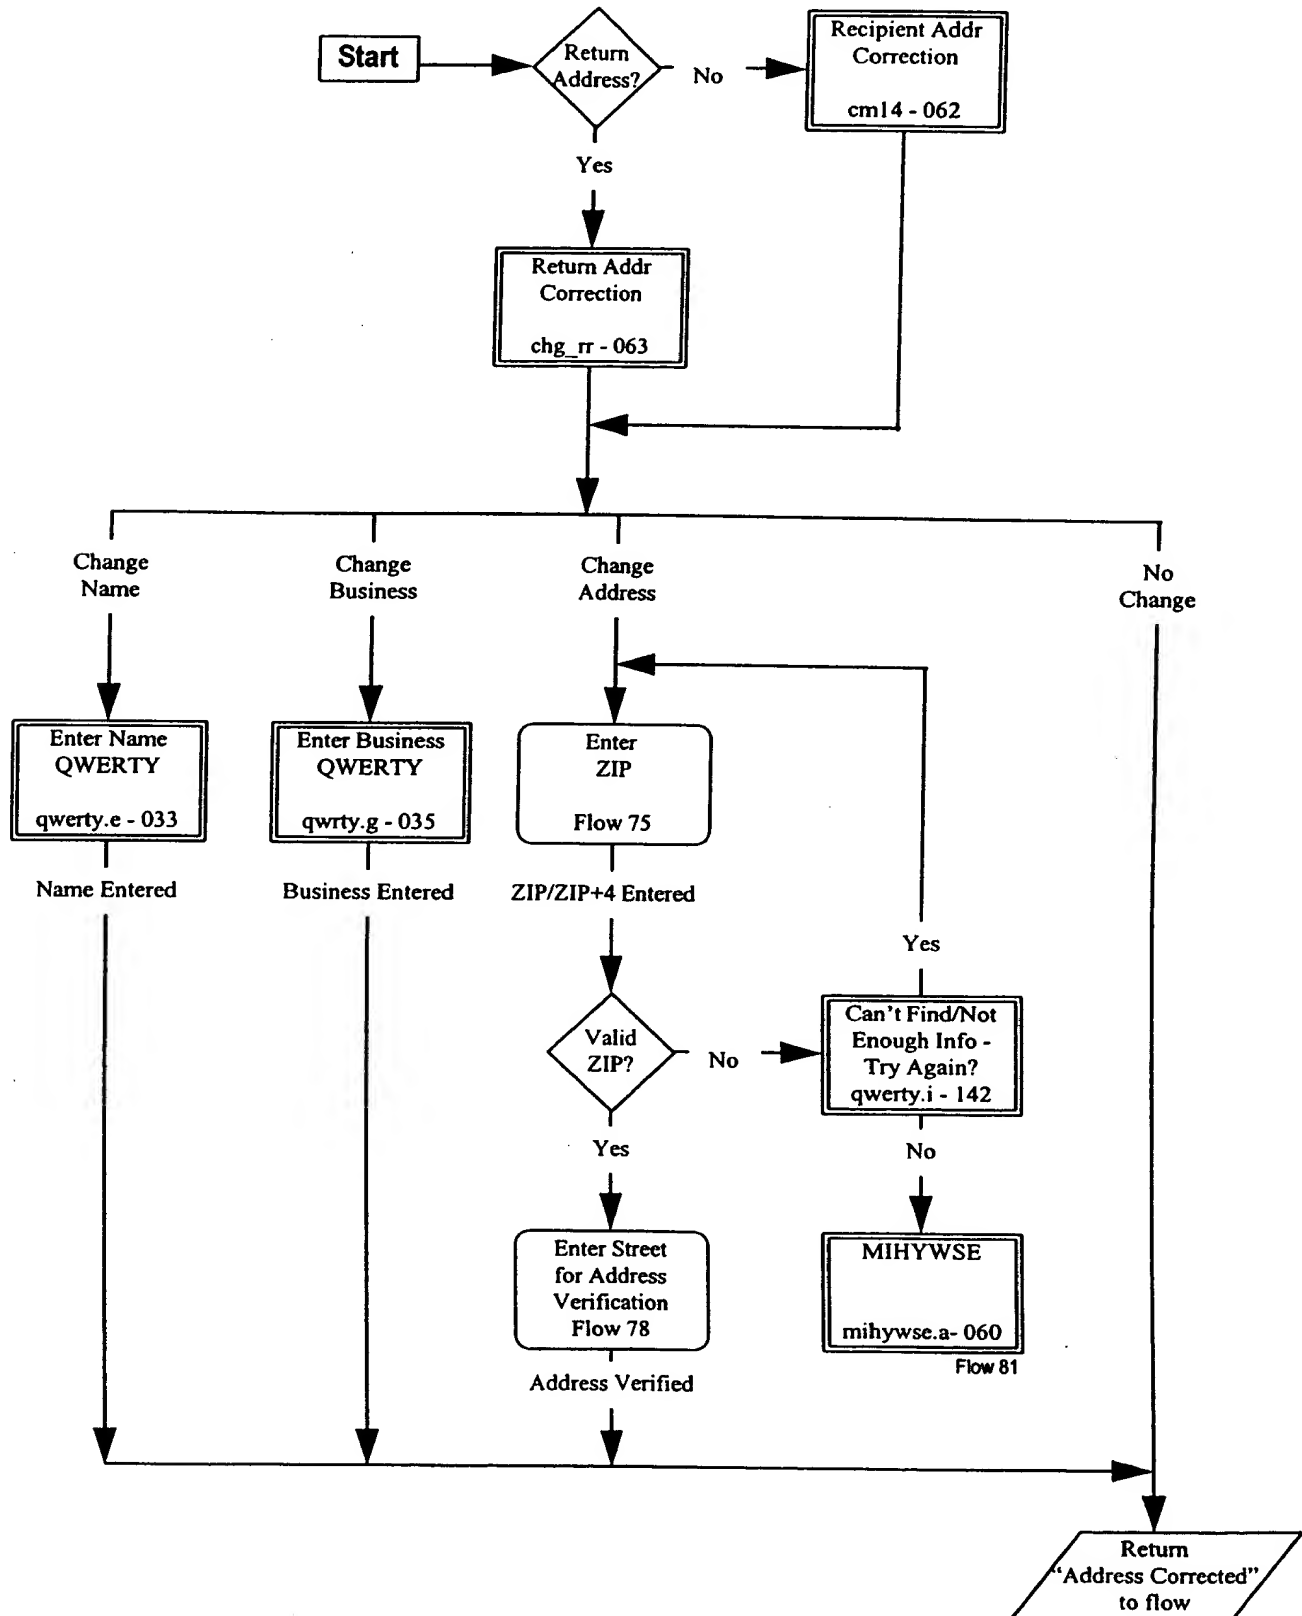 Start
Return
Address?
No
Recipient Addr
Correction
cm14 - 062
Yes
Return Addr
Correction
chg_rr - 063
Change
Name
Change
Business
Change
Address
No
Change
Enter Name
QWERTY
qwerty.e - 033
Enter Business
QWERTY
qwrty.g - 035
Enter
ZIP
Flow 75
Name Entered
Business Entered
ZIP/ZIP+4 Entered
Yes
Valid
ZIP?
No
Can't Find/Not
Enough Info -
Try Again?
qwerty.i - 142
Yes
No
Enter Street
for Address
Verification
Flow 78
MIHYWSE
mihywse.a- 060
Flow 81
Address Verified
Return
"Address Corrected"
to flow